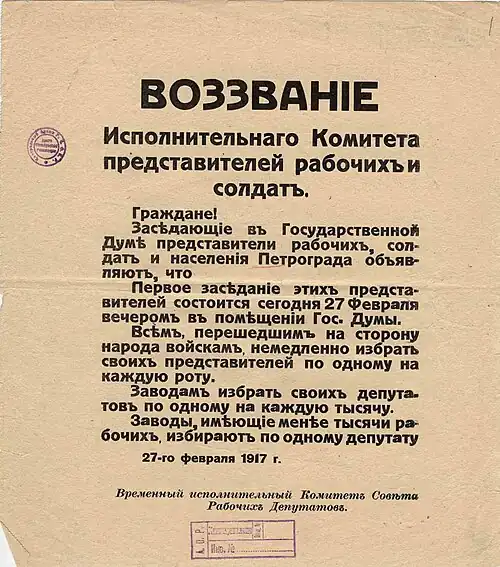 ВОЗЗВАНІЕ
Исполнительнаго Комитета
представителей рабочихъ и
солдатъ.
Граждане!
Засѣдающіе въ Государственной
Думѣ представители рабочихъ, сол-
датъ и населенія Петрограда объяв-
ляютъ, что
Первое засѣданіе этихъ предста-
вителей состоится сегодня 27 Февраля
вечеромъ въ помѣщеніи Гос. Думы.
Всѣмъ, перешедшимъ на сторону
народа войскамъ, немедленно избрать
своихъ представителей по одному на
каждую роту.
Заводамъ избрать своихъ депута-
товъ по одному на каждую тысячу.
Заводы, имѣющіе менѣе тысячи ра-
бочихъ, избираютъ по одному депутату
27-го февраля 1917 г.
Временный исполнительный Комитетъ Совѣта
Рабочихъ Депутатовъ.
А.О.Р.
Инв. №